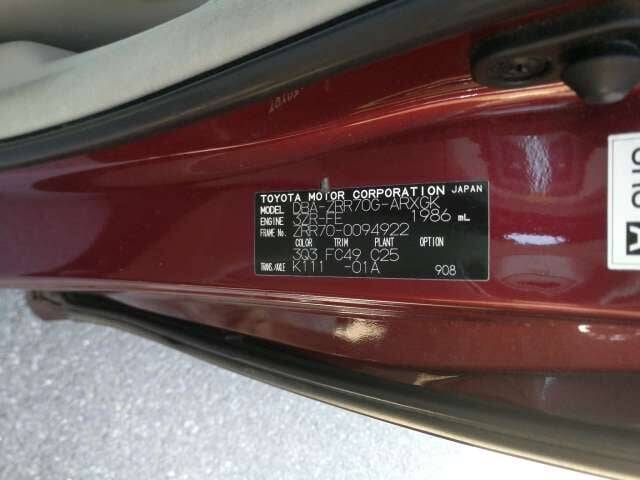 TOYOTA MOTOR CORPORATION JAPAN
MODEL DBA-ZRR70G-ARXGK
ENGINE 3ZR-FE 1986 mL
FRAME No. ZRR70-0094922
COLOR TRIM PLANT OPTION
3Q3 FC49 C25
TRANS./AXLE K111 -01A 908